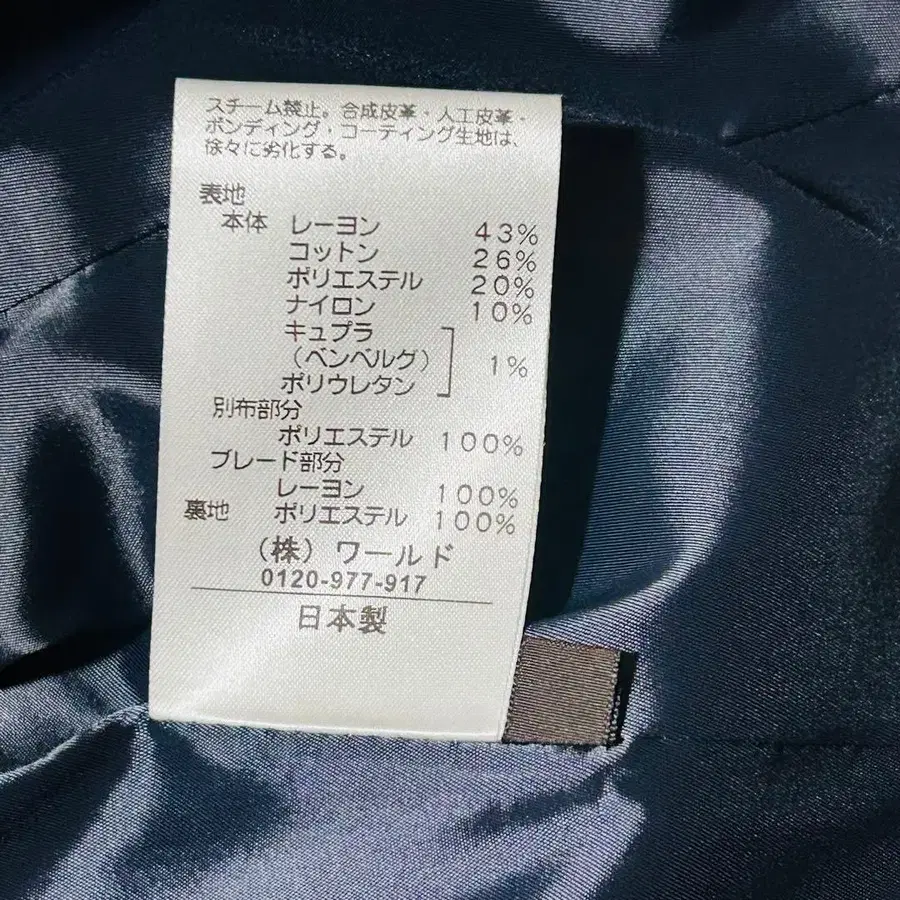 スチーム禁止。合成皮革・人工皮革・
ボンディング・コーティング生地は、
徐々に劣化する。
表地
本体 レーヨン 43%
コットン 26%
ポリエステル 20%
ナイロン 10%
キュプラ
(ベンベルグ) 1%
ポリウレタン
別布部分
ポリエステル 100%
ブレード部分
レーヨン 100%
裏地 ポリエステル 100%
(株)ワールド
0120-977-917
日本製